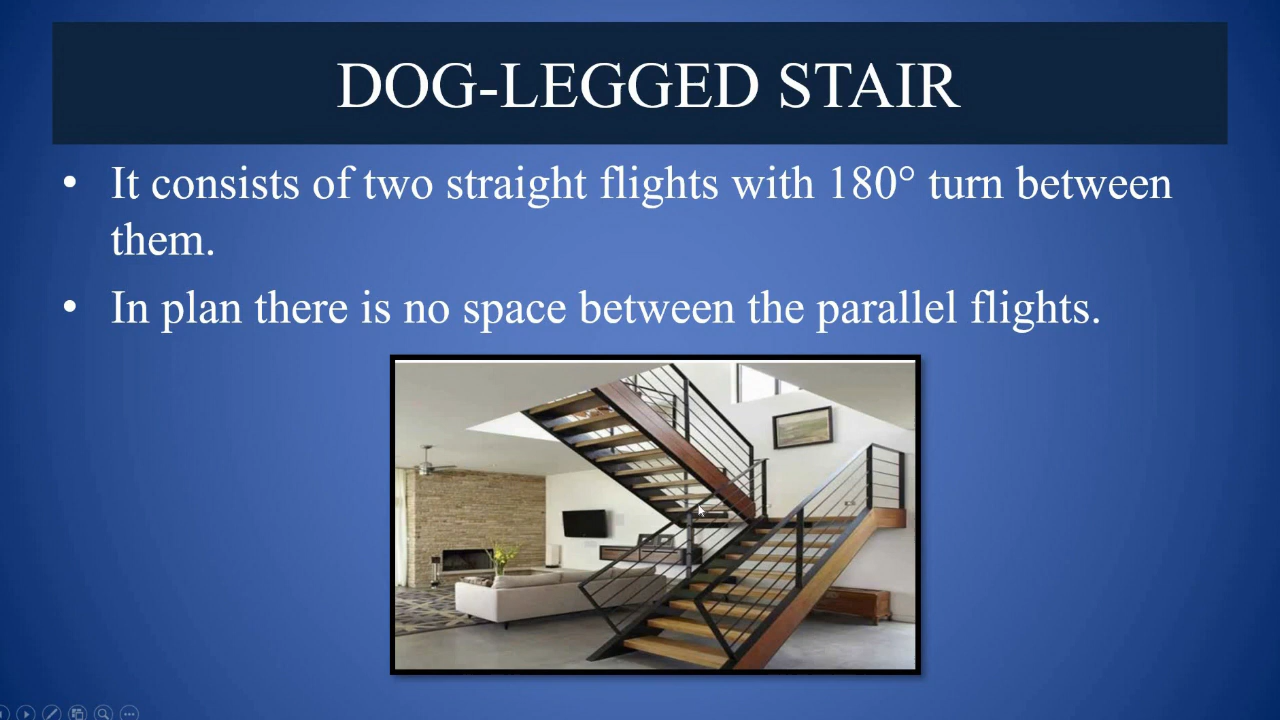 DOG-LEGGED STAIR
• It consists of two straight flights with 180° turn between
them.
• In plan there is no space between the parallel flights.